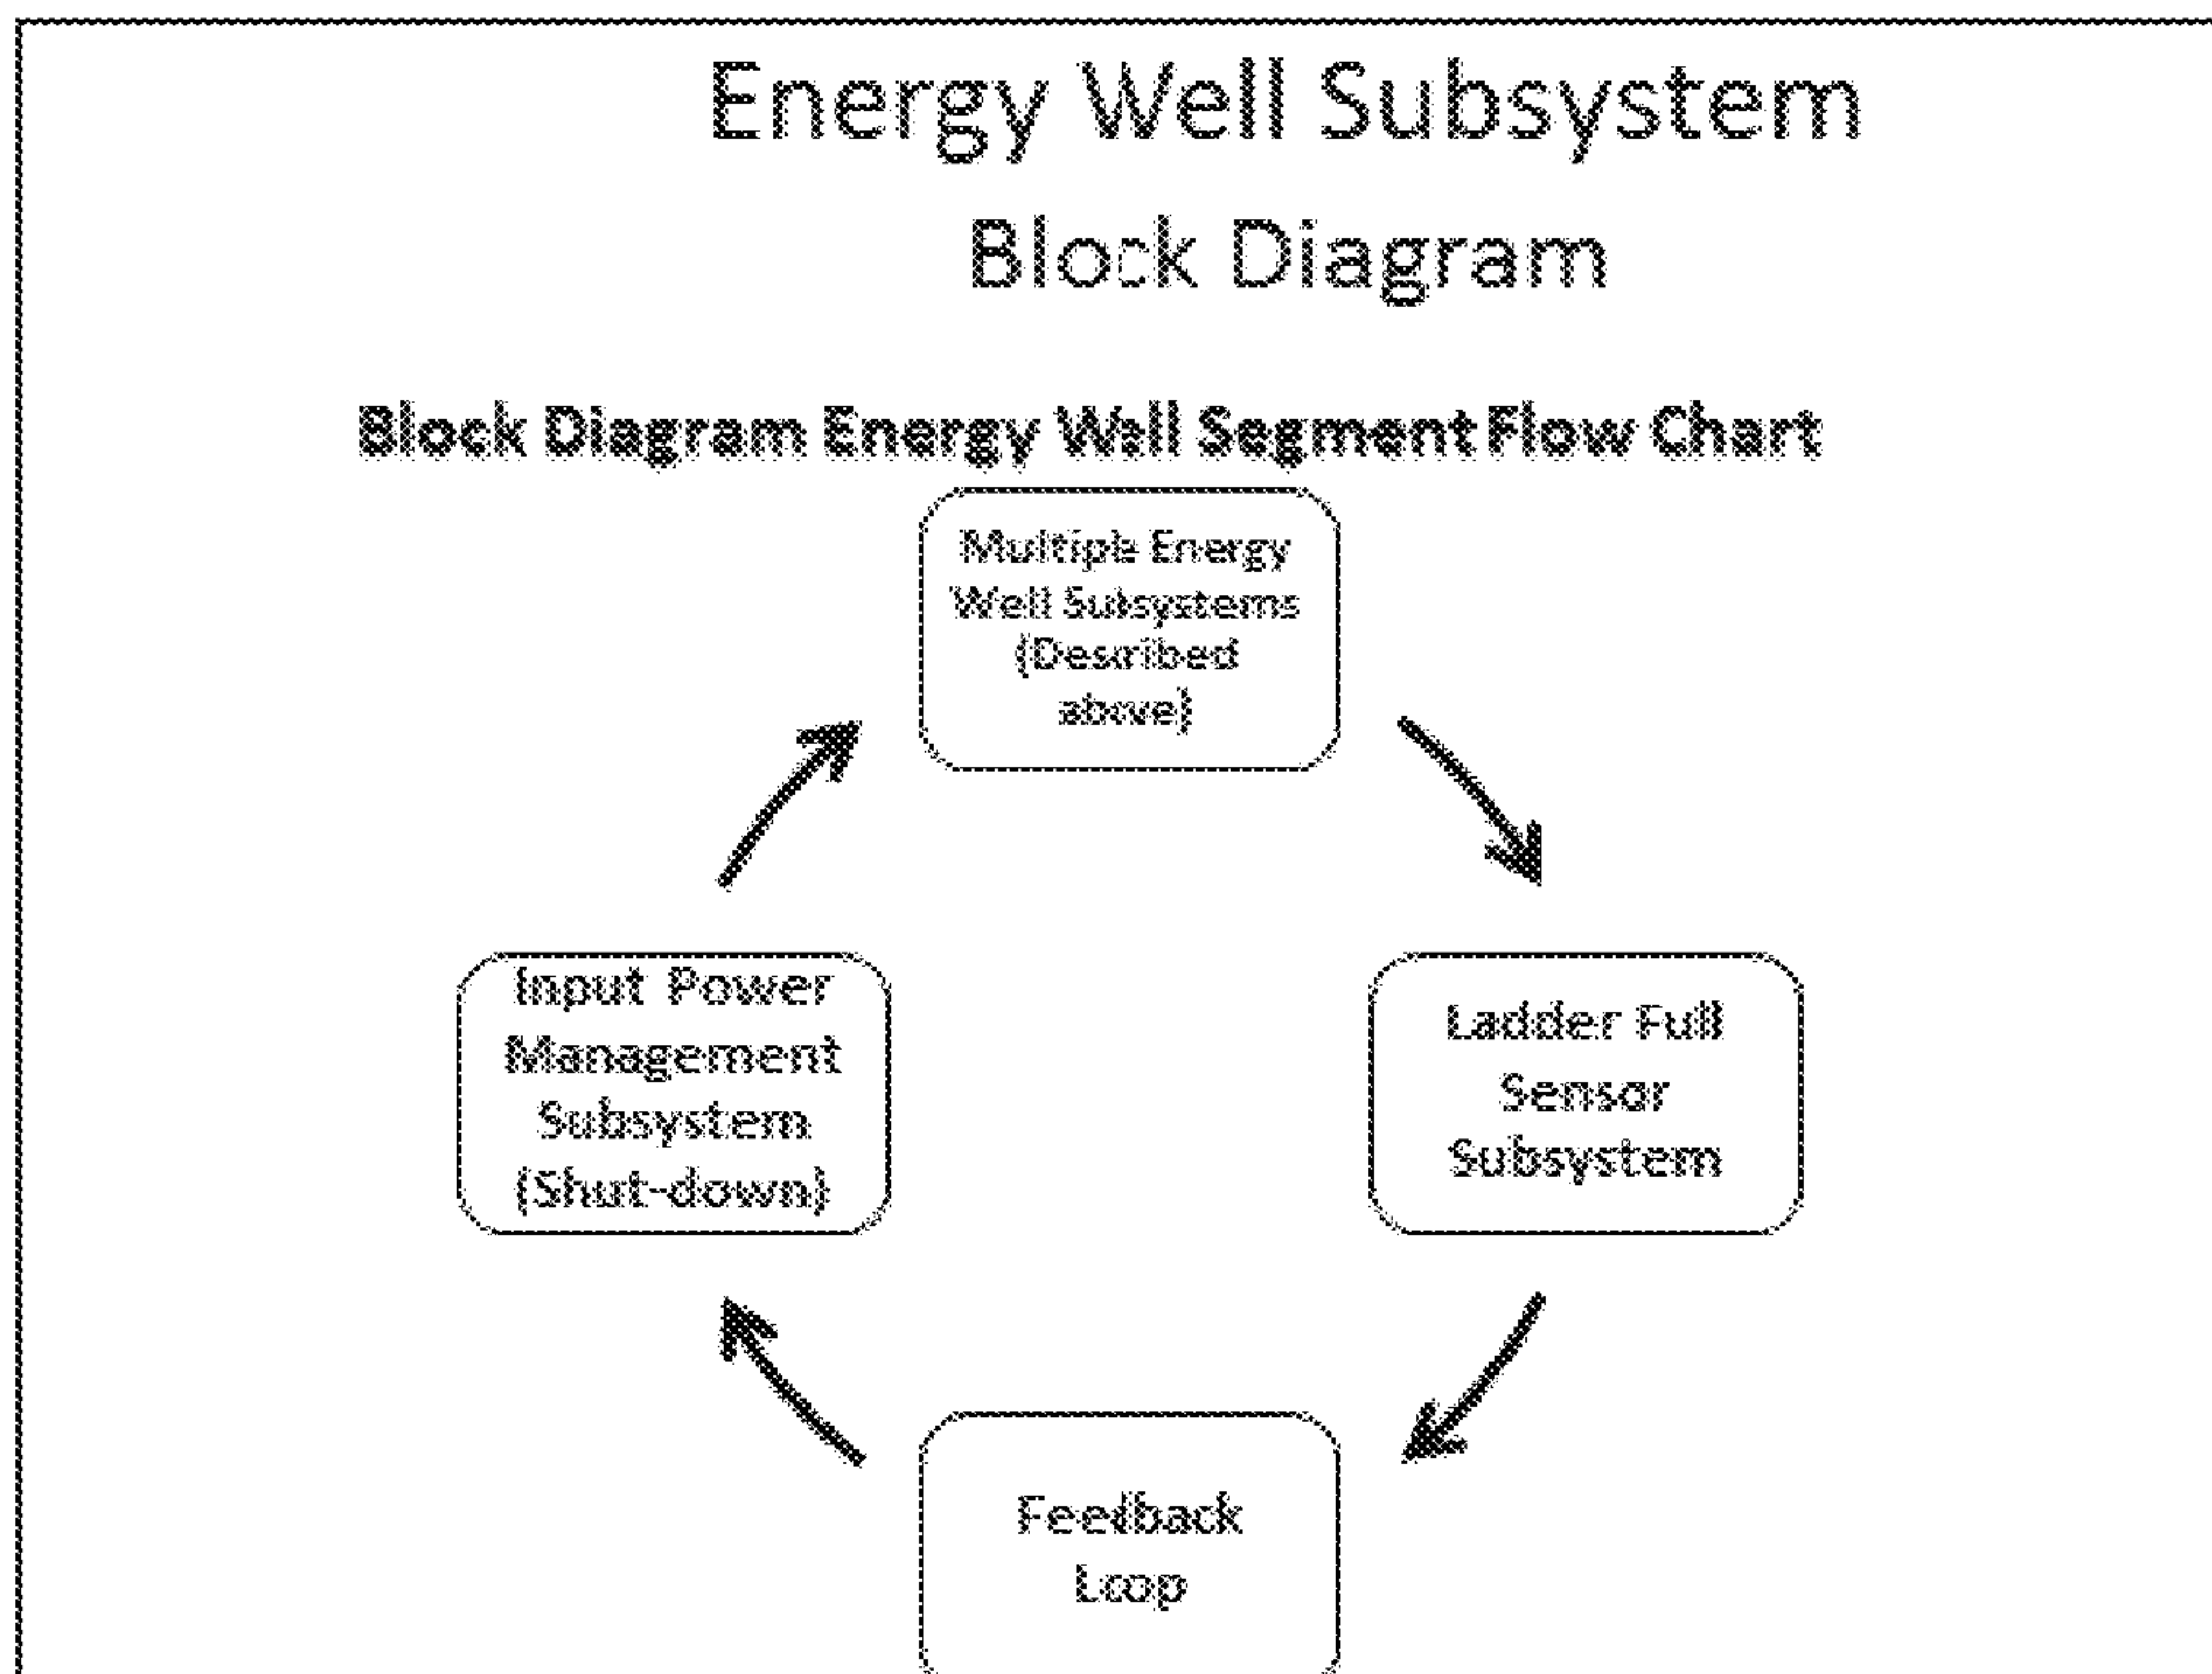 Energy Well Subsystem
Block Diagram
Block Diagram Energy Well Segment Flow Chart
Multiple Energy
Well Subsystems
(Described
above)
Input Power
Management
Subsystem
(Shut-down)
Ladder Full
Sensor
Subsystem
Feedback
Loop